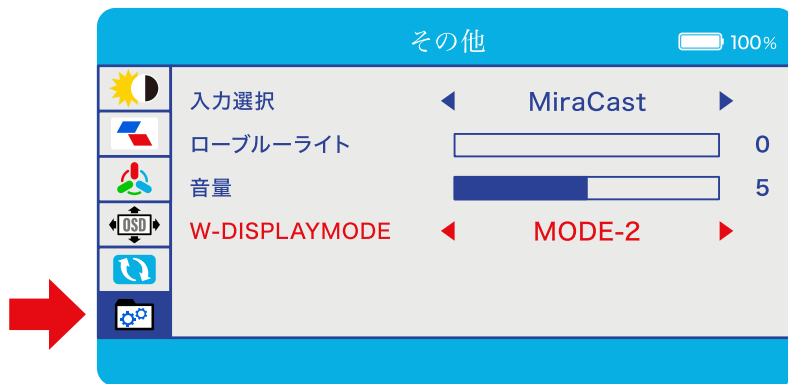 その他
100%
入力選択 MiraCast
ローブルーライト 0
音量 5
W-DISPLAYMODE MODE-2
OSD